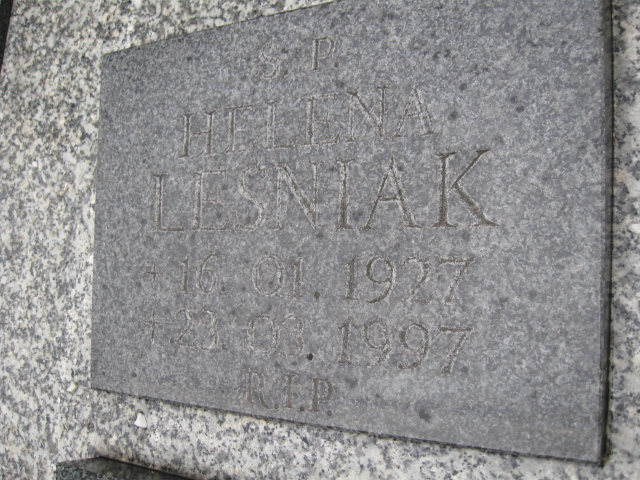 Ś. P.
HELENA
LEŚNIAK
* 16. 01. 1927
† 23. 03. 1997
R.I.P.